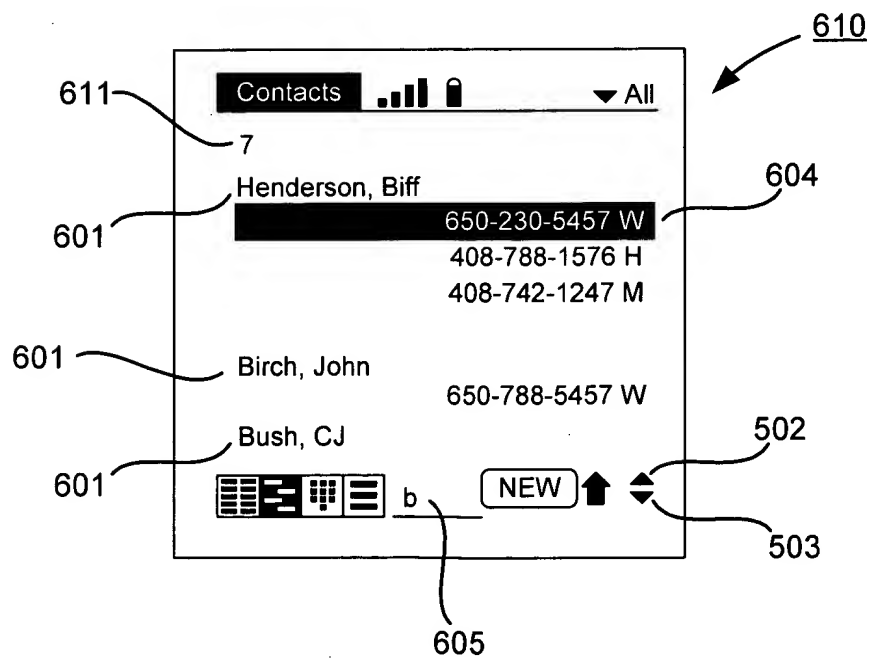 610
Contacts All
611
7
Henderson, Biff
604
601
650-230-5457 W
408-788-1576 H
408-742-1247 M
601
Birch, John
650-788-5457 W
Bush, CJ
502
601
b NEW
503
605